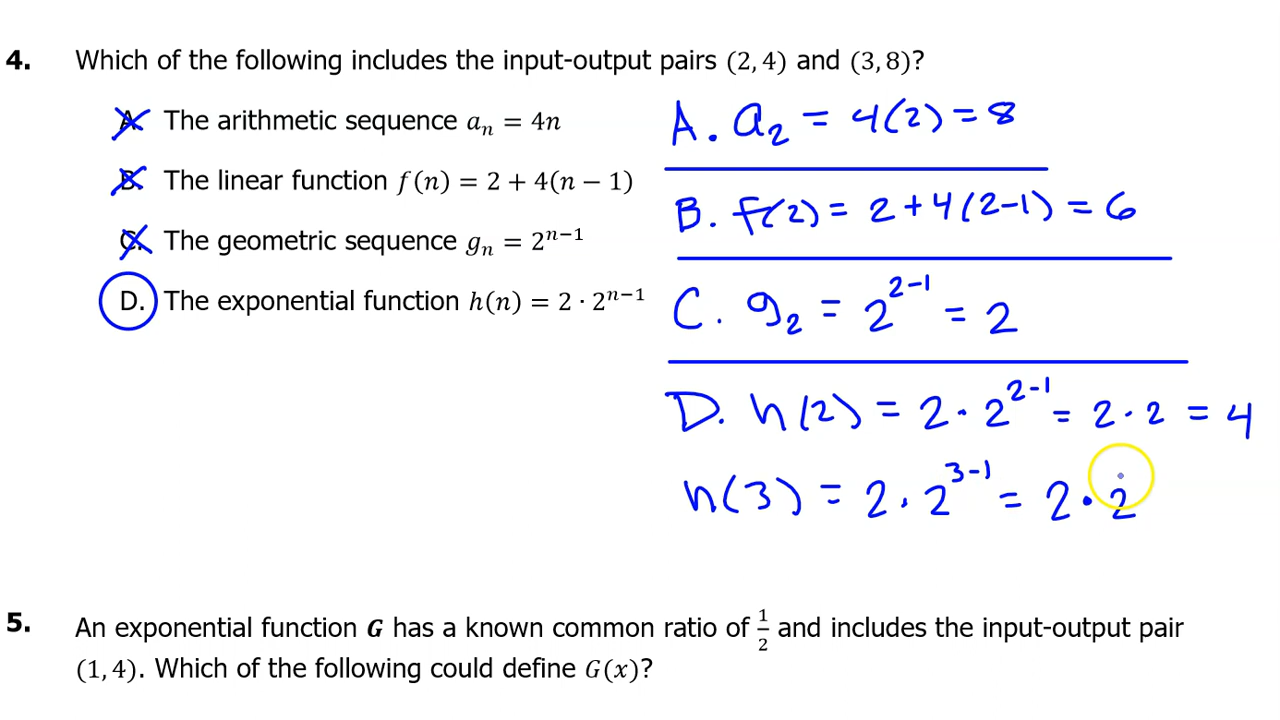 4. Which of the following includes the input-output pairs (2, 4) and (3, 8)?
A. The arithmetic sequence aₙ = 4n
B. The linear function f(n) = 2 + 4(n − 1)
C. The geometric sequence gₙ = 2ⁿ⁻¹
D. The exponential function h(n) = 2 · 2ⁿ⁻¹
A. a₂ = 4(2) = 8
B. f(2) = 2 + 4(2-1) = 6
C. g₂ = 2²⁻¹ = 2
D. h(2) = 2 · 2²⁻¹ = 2 · 2 = 4
h(3) = 2 · 2³⁻¹ = 2 · 2
5. An exponential function G has a known common ratio of 1/2 and includes the input-output pair
(1, 4). Which of the following could define G(x)?